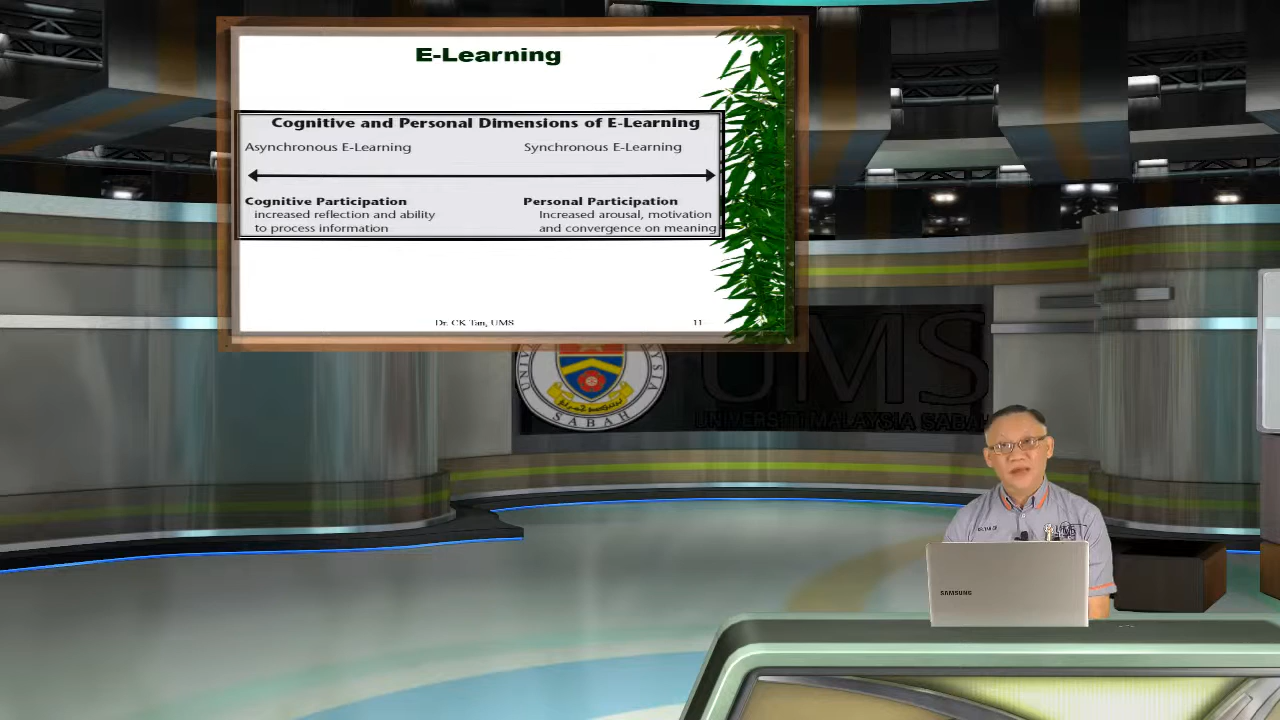 E-Learning
Cognitive and Personal Dimensions of E-Learning
Asynchronous E-Learning
Synchronous E-Learning
Cognitive Participation
increased reflection and ability
to process information
Personal Participation
Increased arousal, motivation
and convergence on meaning
Dr. CK Tan, UMS
11
SABAH
UMS
UNIVERSITI MALAYSIA SABAH
SAMSUNG